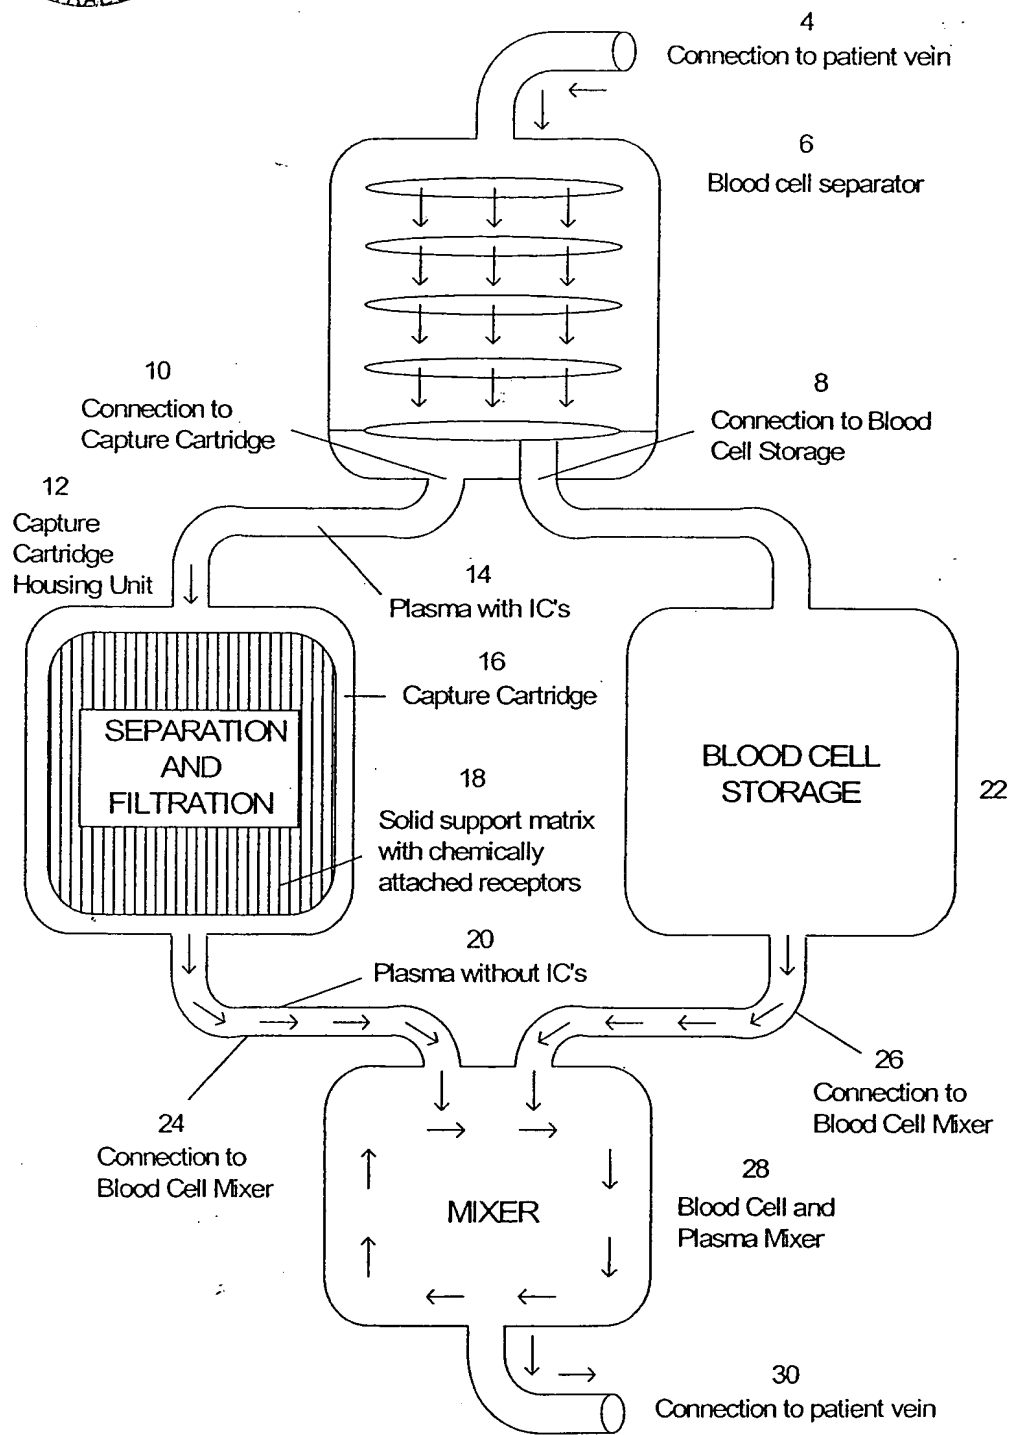 4
Connection to patient vein
6
Blood cell separator
10
Connection to
Capture Cartridge
8
Connection to Blood
Cell Storage
12
Capture
Cartridge
Housing Unit
14
Plasma with IC's
16
Capture Cartridge
SEPARATION
AND
FILTRATION
18
Solid support matrix
with chemically
attached receptors
BLOOD CELL
STORAGE
22
20
Plasma without IC's
24
Connection to
Blood Cell Mixer
26
Connection to
Blood Cell Mixer
MIXER
28
Blood Cell and
Plasma Mixer
30
Connection to patient vein